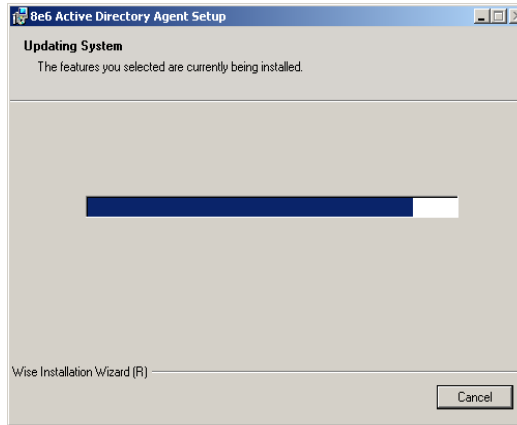 8e6 Active Directory Agent Setup
Updating System
The features you selected are currently being installed.
Wise Installation Wizard (R)
Cancel